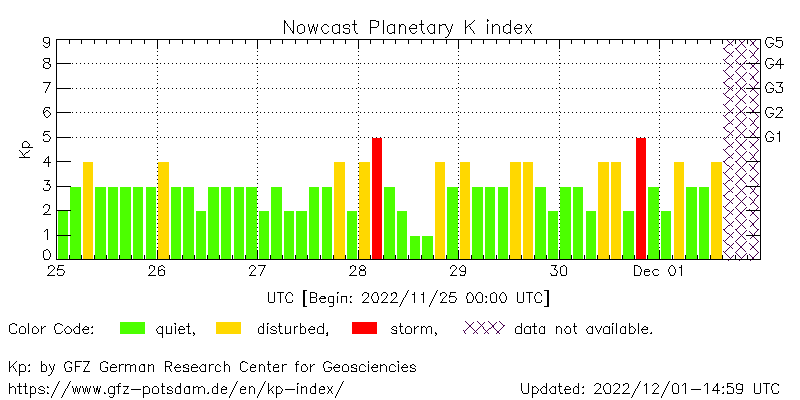 Nowcast Planetary K index
9 G5
8 G4
7 G3
6 G2
5 G1
4
3
2
1
0
Kp
25 26 27 28 29 30 Dec 01
UTC [Begin: 2022/11/25 00:00 UTC]
Color Code: quiet, disturbed, storm, data not available.
Kp: by GFZ German Research Center for Geosciencies
https://www.gfz-potsdam.de/en/kp-index/ Updated: 2022/12/01-14:59 UTC